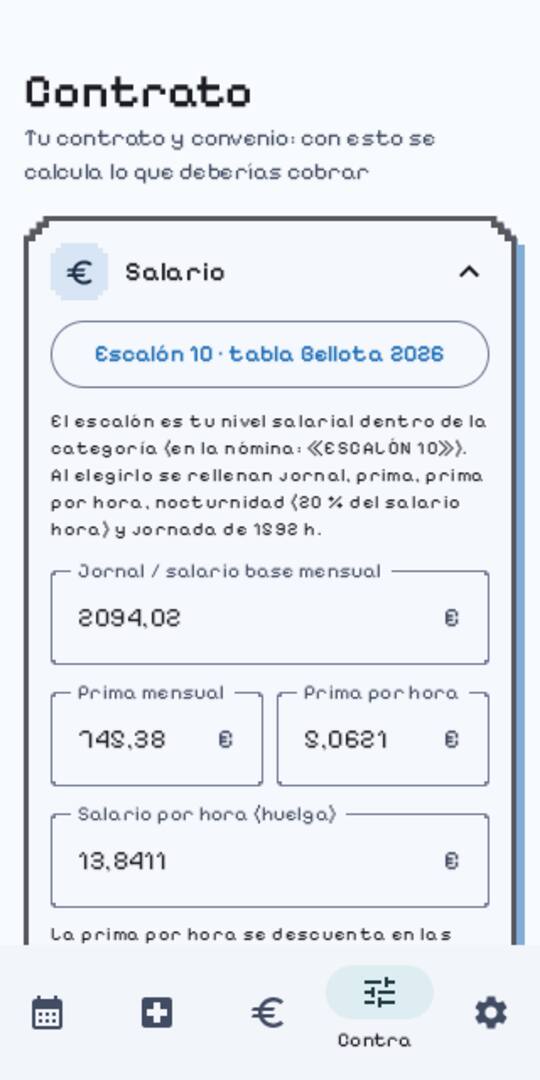 Contrato
Tu contrato y convenio: con esto se
calcula lo que deberías cobrar
€ Salario
Escalón 10 · tabla Bellota 2026
El escalón es tu nivel salarial dentro de la
categoría (en la nómina: «ESCALÓN 10»).
Al elegirlo se rellenan jornal, prima, prima
por hora, nocturnidad (20 % del salario
hora) y jornada de 1592 h.
Jornal / salario base mensual
2094,02 €
Prima mensual Prima por hora
745,38 € 5,0621 €
Salario por hora (huelga)
13,8411 €
La prima por hora se descuenta en las
€
Contra